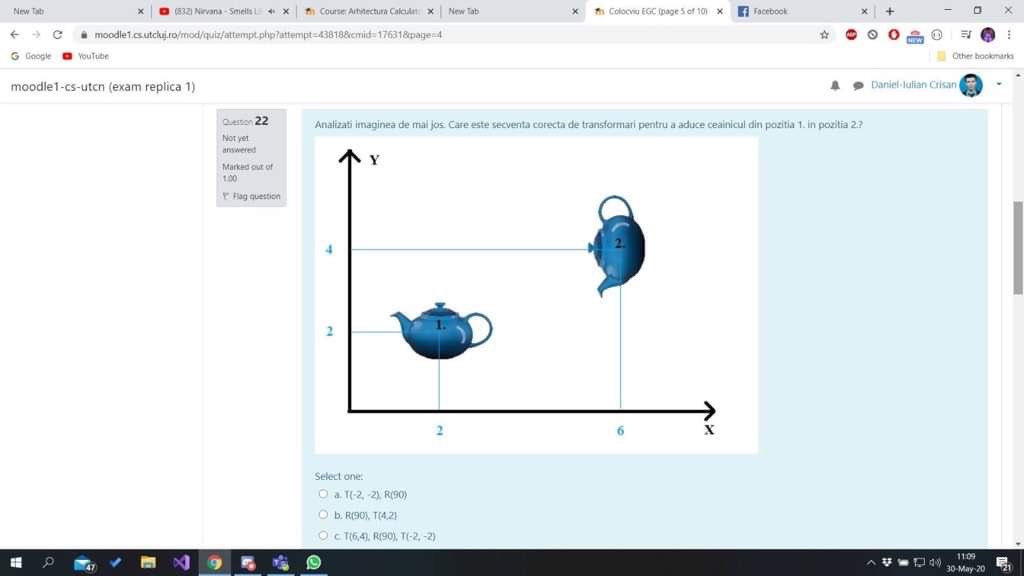 New Tab
(832) Nirvana - Smells Li
Course: Arhitectura Calculato
New Tab
Colocviu EGC (page 5 of 10)
Facebook
moodle1.cs.utcluj.ro/mod/quiz/attempt.php?attempt=43818&cmid=17631&page=4
ABP
NEW
Google
YouTube
Other bookmarks
moodle1-cs-utcn (exam replica 1)
Daniel-Iulian Crisan
Question 22
Not yet
answered
Marked out of
1.00
Flag question
Analizati imaginea de mai jos. Care este secventa corecta de transformari pentru a aduce ceainicul din pozitia 1. in pozitia 2.?
Y
4
2.
2
1.
2
6
X
Select one:
a. T(-2, -2), R(90)
b. R(90), T(4,2)
c. T(6,4), R(90), T(-2, -2)
47
11:09
30-May-20
21